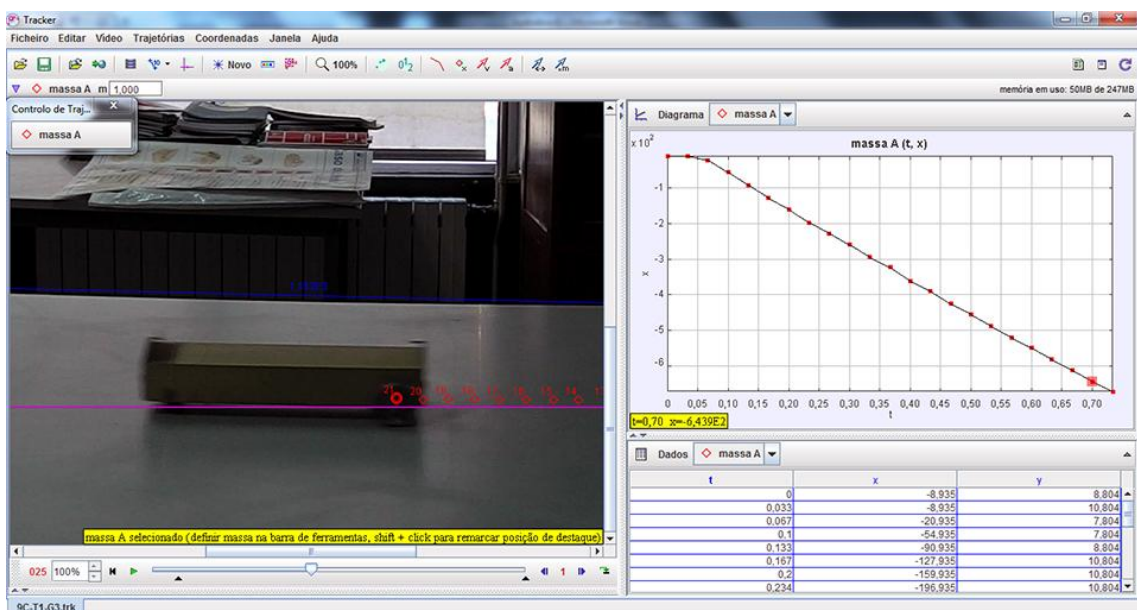 Tracker
Ficheiro Editar Video Trajetórias Coordenadas Janela Ajuda
Novo 100%
massa A m 1,000
memória em uso: 50MB de 247MB
Controlo de Traj...
massa A
21 20 19 15 14
massa A selecionado (definir massa na barra de ferramentas, shift + click para remarcar posição de destaque)
025 100% 1
Diagrama massa A
x 10²
massa A (t, x)
-1
-2
-3
-4
-5
-6
x
0 0,05 0,10 0,15 0,20 0,25 0,30 0,35 0,40 0,45 0,50 0,55 0,60 0,65 0,70
t
t=0,70 x=-6,439E2
Dados massa A
t x y
0 -8,935 8,804
0,033 -8,935 10,804
0,067 -20,935 7,804
0,1 -54,935 7,804
0,133 -90,935 8,804
0,167 -127,935 10,804
0,2 -159,935 10,804
0,234 -196,935 10,804
9C-T1-G3.trk